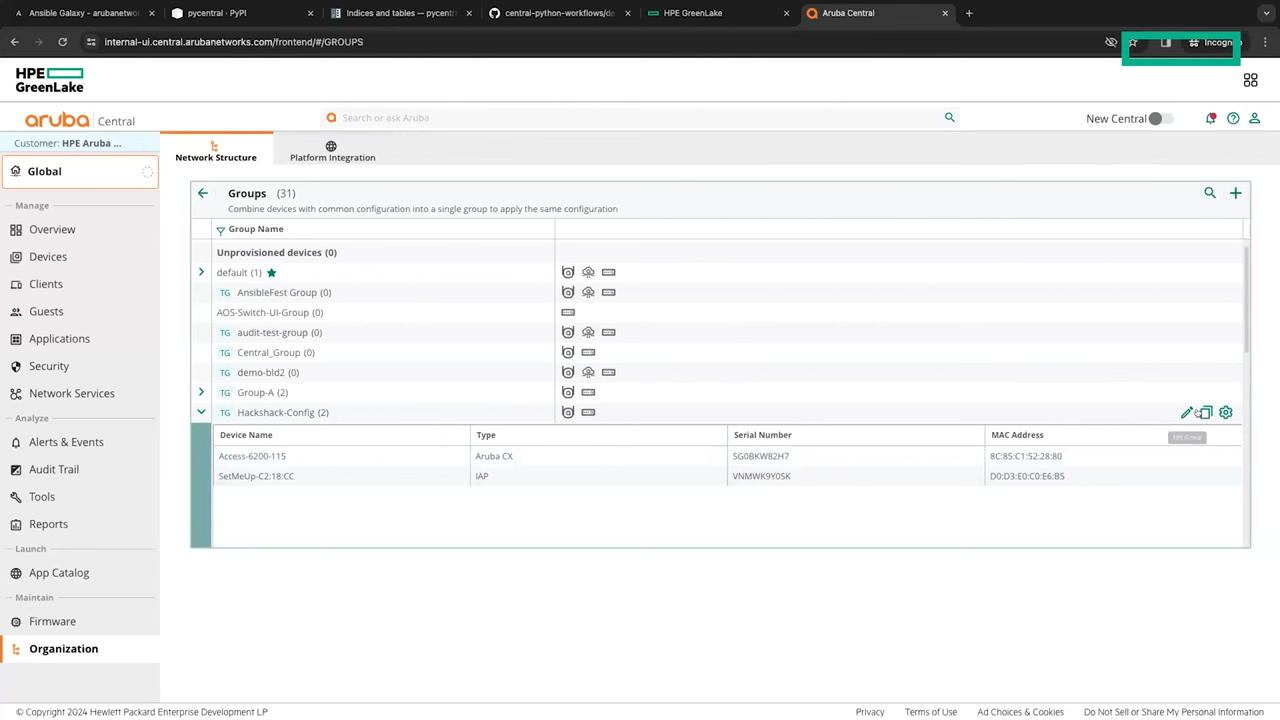 Ansible Galaxy - arubanetwor
pycentral · PyPI
Indices and tables — pycentr
central-python-workflows/de
HPE GreenLake
Aruba Central
internal-ui.central.arubanetworks.com/frontend/#/GROUPS
HPE
GreenLake
aruba Central
Search or ask Aruba
New Central
Customer: HPE Aruba ...
Global
Network Structure
Platform Integration
Manage
Overview
Devices
Clients
Guests
Applications
Security
Network Services
Analyze
Alerts & Events
Audit Trail
Tools
Reports
Launch
App Catalog
Maintain
Firmware
Organization
Groups (31)
Combine devices with common configuration into a single group to apply the same configuration
Group Name
Unprovisioned devices (0)
default (1)
TG AnsibleFest Group (0)
AOS-Switch-UI-Group (0)
TG audit-test-group (0)
TG Central_Group (0)
TG demo-bld2 (0)
TG Group-A (2)
TG Hackshack-Config (2)
Edit Group
Device Name Type Serial Number MAC Address
Access-6200-115 Aruba CX SG0BKW82H7 8C:85:C1:52:28:80
SetMeUp-C2:18:CC IAP VNMWK9Y0SK D0:D3:E0:C0:E6:B5
© Copyright 2024 Hewlett Packard Enterprise Development LP
Privacy Terms of Use Ad Choices & Cookies Do Not Sell or Share My Personal Information